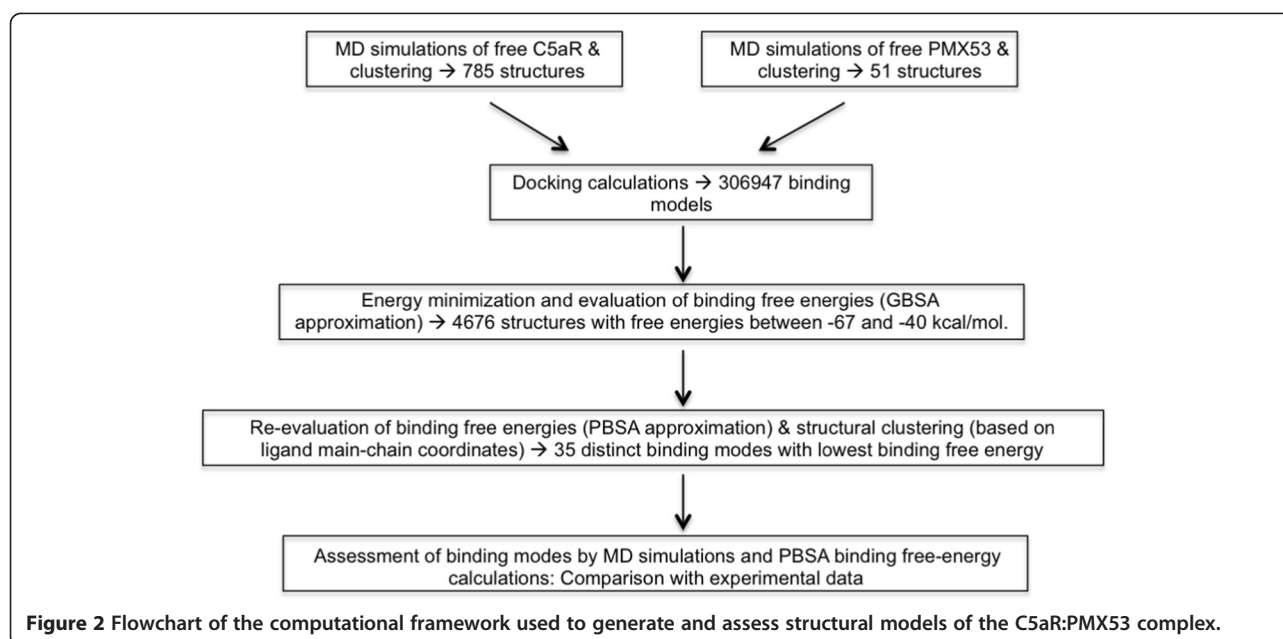 MD simulations of free C5aR &
clustering → 785 structures
MD simulations of free PMX53 &
clustering → 51 structures
Docking calculations → 306947 binding
models
Energy minimization and evaluation of binding free energies (GBSA
approximation) → 4676 structures with free energies between -67 and -40 kcal/mol.
Re-evaluation of binding free energies (PBSA approximation) & structural clustering (based on
ligand main-chain coordinates) → 35 distinct binding modes with lowest binding free energy
Assessment of binding modes by MD simulations and PBSA binding free-energy
calculations: Comparison with experimental data
Figure 2 Flowchart of the computational framework used to generate and assess structural models of the C5aR:PMX53 complex.